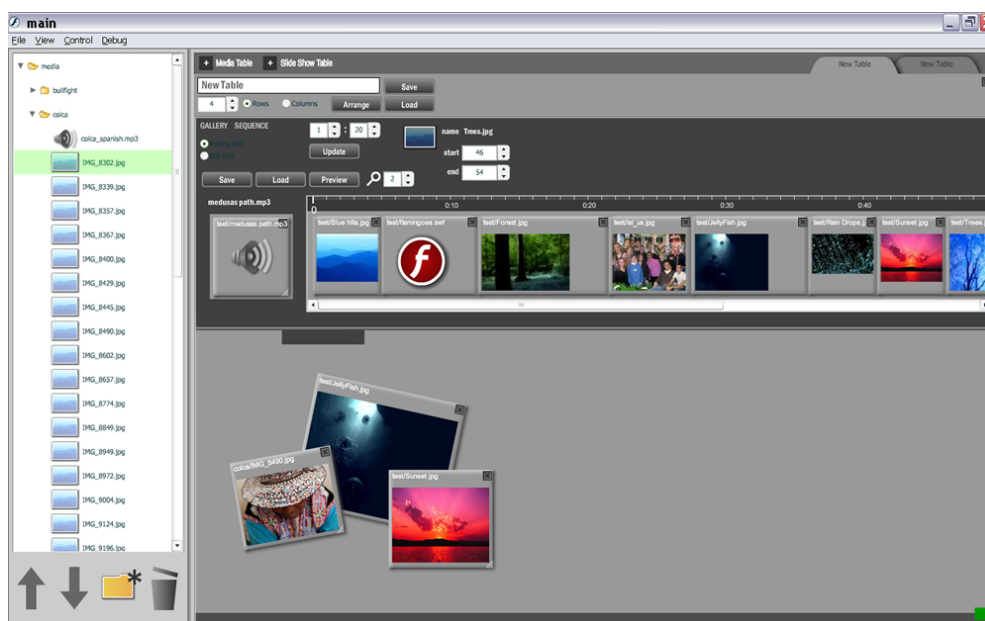 main
File View Control Debug
media
bullfight
colca
colca_spanish.mp3
IMG_8302.jpg
IMG_8339.jpg
IMG_8357.jpg
IMG_8367.jpg
IMG_8400.jpg
IMG_8429.jpg
IMG_8445.jpg
IMG_8490.jpg
IMG_8602.jpg
IMG_8657.jpg
IMG_8774.jpg
IMG_8849.jpg
IMG_8949.jpg
IMG_8972.jpg
IMG_9004.jpg
IMG_9124.jpg
IMG_9196.jpg
+ Media Table + Slide Show Table
New Table New Table
New Table Save
4 Rows Columns Arrange Load
GALLERY SEQUENCE
1 : 20
Update
name Trees.jpg
start 46
end 54
Save Load Preview 2
medusas path.mp3
0 0:10 0:20 0:30 0:40
test/medusas path.mp3
test/Blue hills.jpg
test/flamingoes.swf
test/Forest.jpg
test/isl_us.jpg
test/JellyFish.jpg
test/Rain Drops.j
test/Sunset.jpg
test/Trees.j
test/JellyFish.jpg
colca/IMG_8490.jpg
test/Sunset.jpg